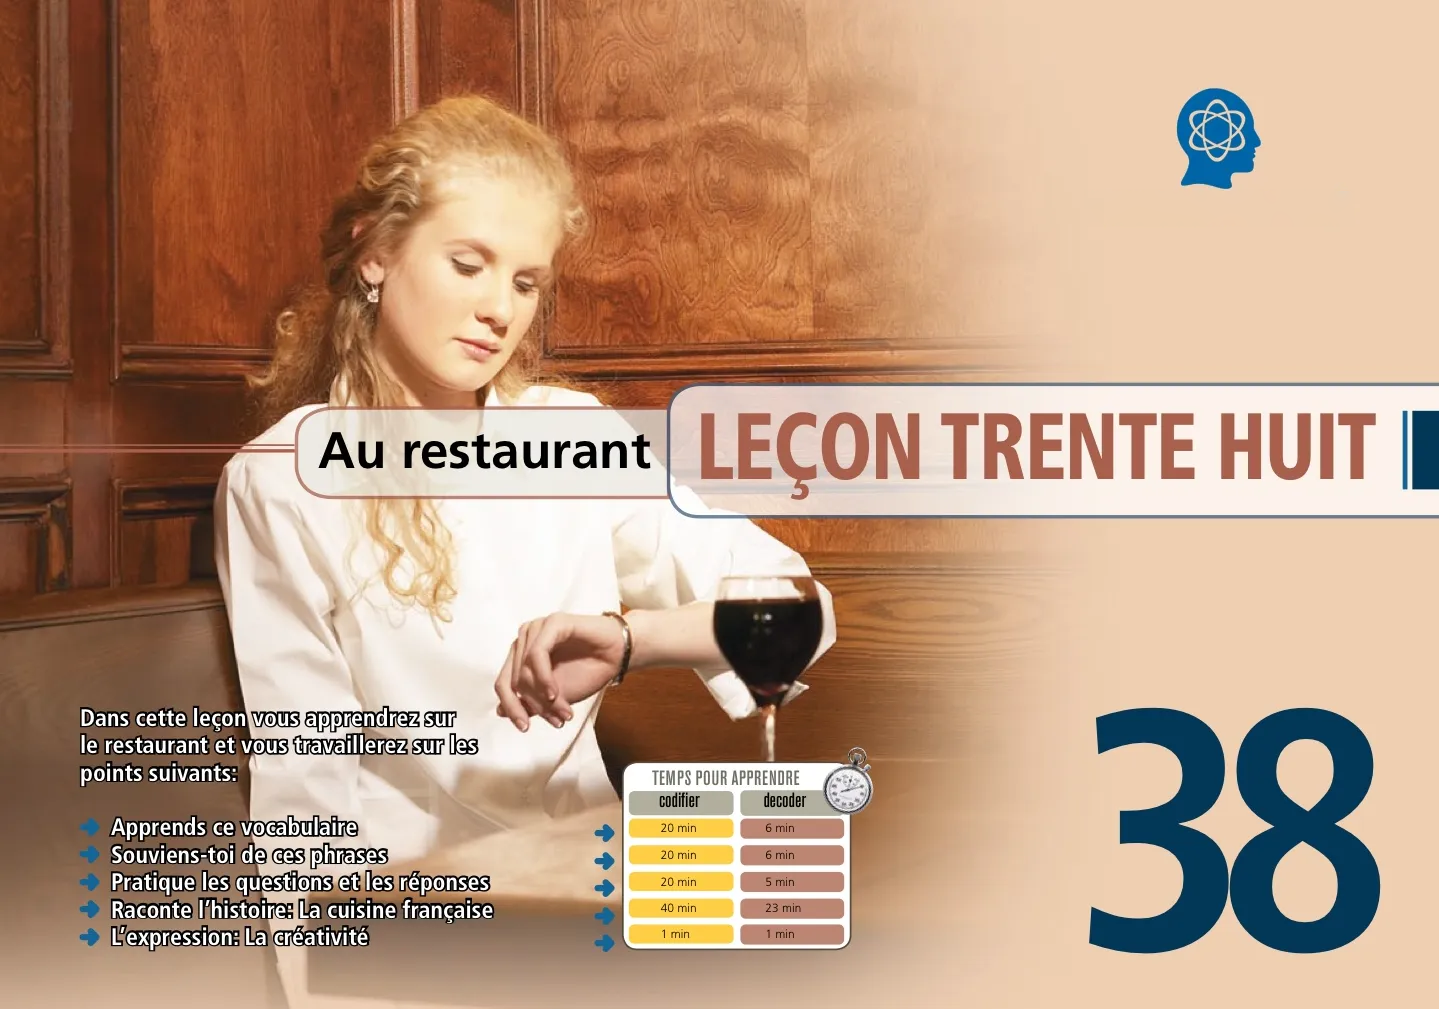 Au restaurant
LEÇON TRENTE HUIT
Dans cette leçon vous apprendrez sur
le restaurant et vous travaillerez sur les
points suivants:
Apprends ce vocabulaire
Souviens-toi de ces phrases
Pratique les questions et les réponses
Raconte l'histoire: La cuisine française
L'expression: La créativité
TEMPS POUR APPRENDRE
codifier decoder
20 min 6 min
20 min 6 min
20 min 5 min
40 min 23 min
1 min 1 min
38